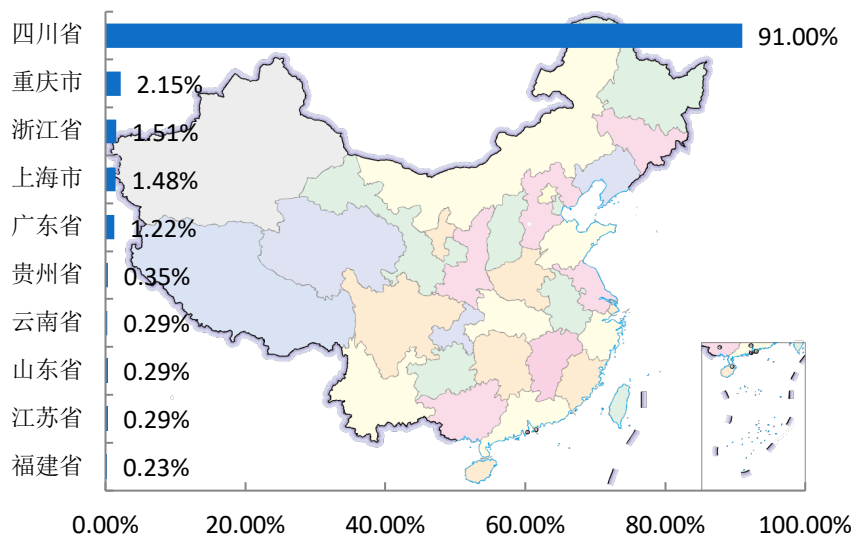 四川省 91.00%
重庆市 2.15%
浙江省 1.51%
上海市 1.48%
广东省 1.22%
贵州省 0.35%
云南省 0.29%
山东省 0.29%
江苏省 0.29%
福建省 0.23%
0.00% 20.00% 40.00% 60.00% 80.00% 100.00%